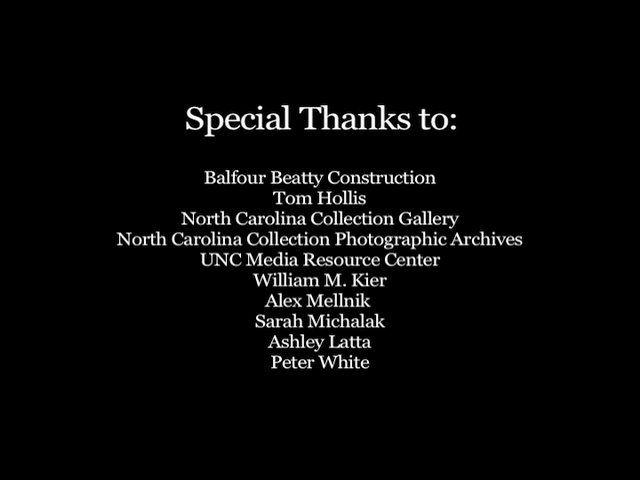 Special Thanks to:
Balfour Beatty Construction
Tom Hollis
North Carolina Collection Gallery
North Carolina Collection Photographic Archives
UNC Media Resource Center
William M. Kier
Alex Mellnik
Sarah Michalak
Ashley Latta
Peter White